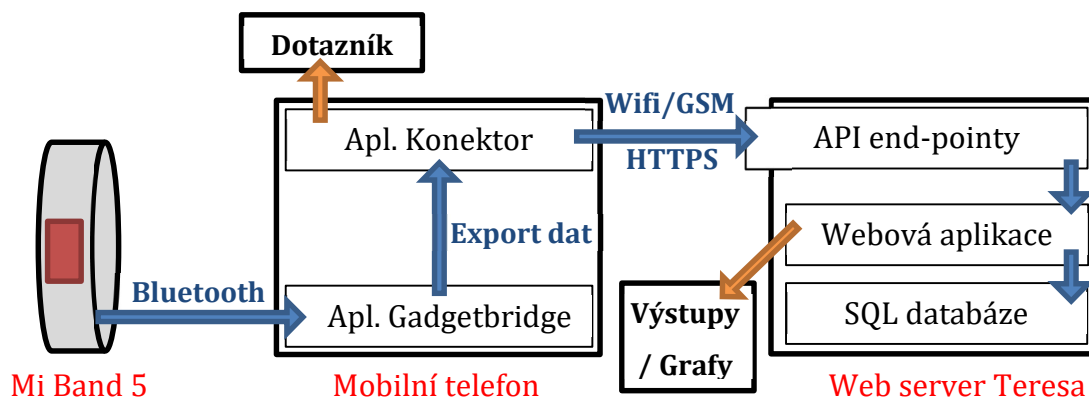 Dotazník
Wifi/GSM
Apl. Konektor
API end-pointy
HTTPS
Export dat
Webová aplikace
Bluetooth
Apl. Gadgetbridge
Výstupy
/ Grafy
SQL databáze
Mi Band 5
Mobilní telefon
Web server Teresa